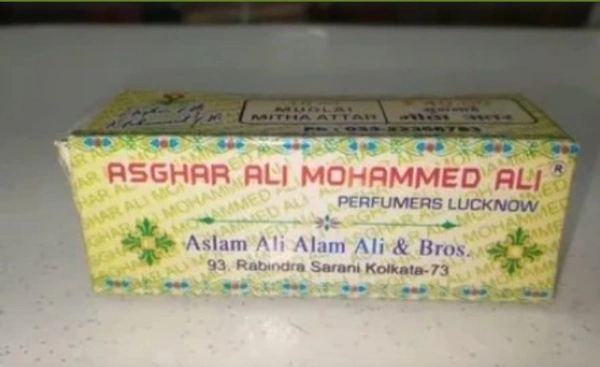 MUGLAI
MITHA ATTAR
मीठा अतर
ASGHAR ALI MOHAMMED ALI ®
PERFUMERS LUCKNOW
Aslam Ali Alam Ali & Bros.
93, Rabindra Sarani Kolkata-73